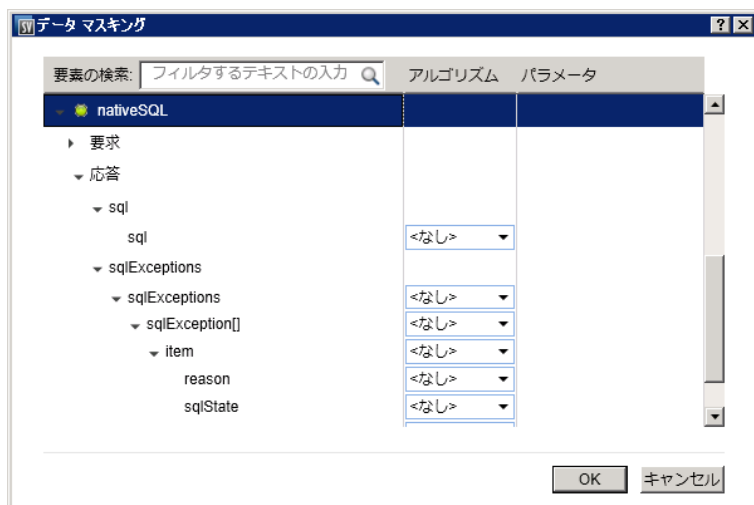 SV データ マスキング
要素の検索: フィルタするテキストの入力 アルゴリズム パラメータ
nativeSQL
要求
応答
sql
sql <なし>
sqlExceptions
sqlExceptions <なし>
sqlException[] <なし>
item <なし>
reason <なし>
sqlState <なし>
OK キャンセル